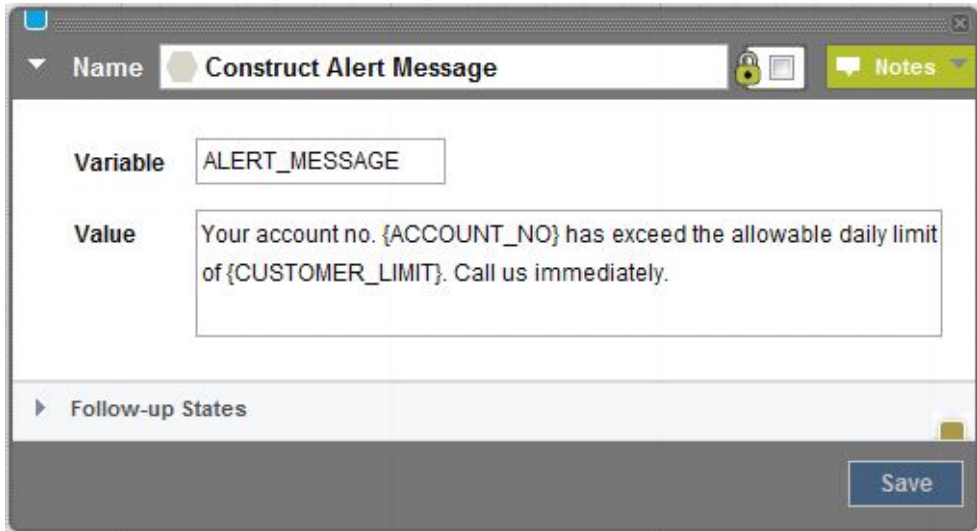 Name Construct Alert Message Notes
Variable ALERT_MESSAGE
Value Your account no. {ACCOUNT_NO} has exceed the allowable daily limit
of {CUSTOMER_LIMIT}. Call us immediately.
Follow-up States
Save